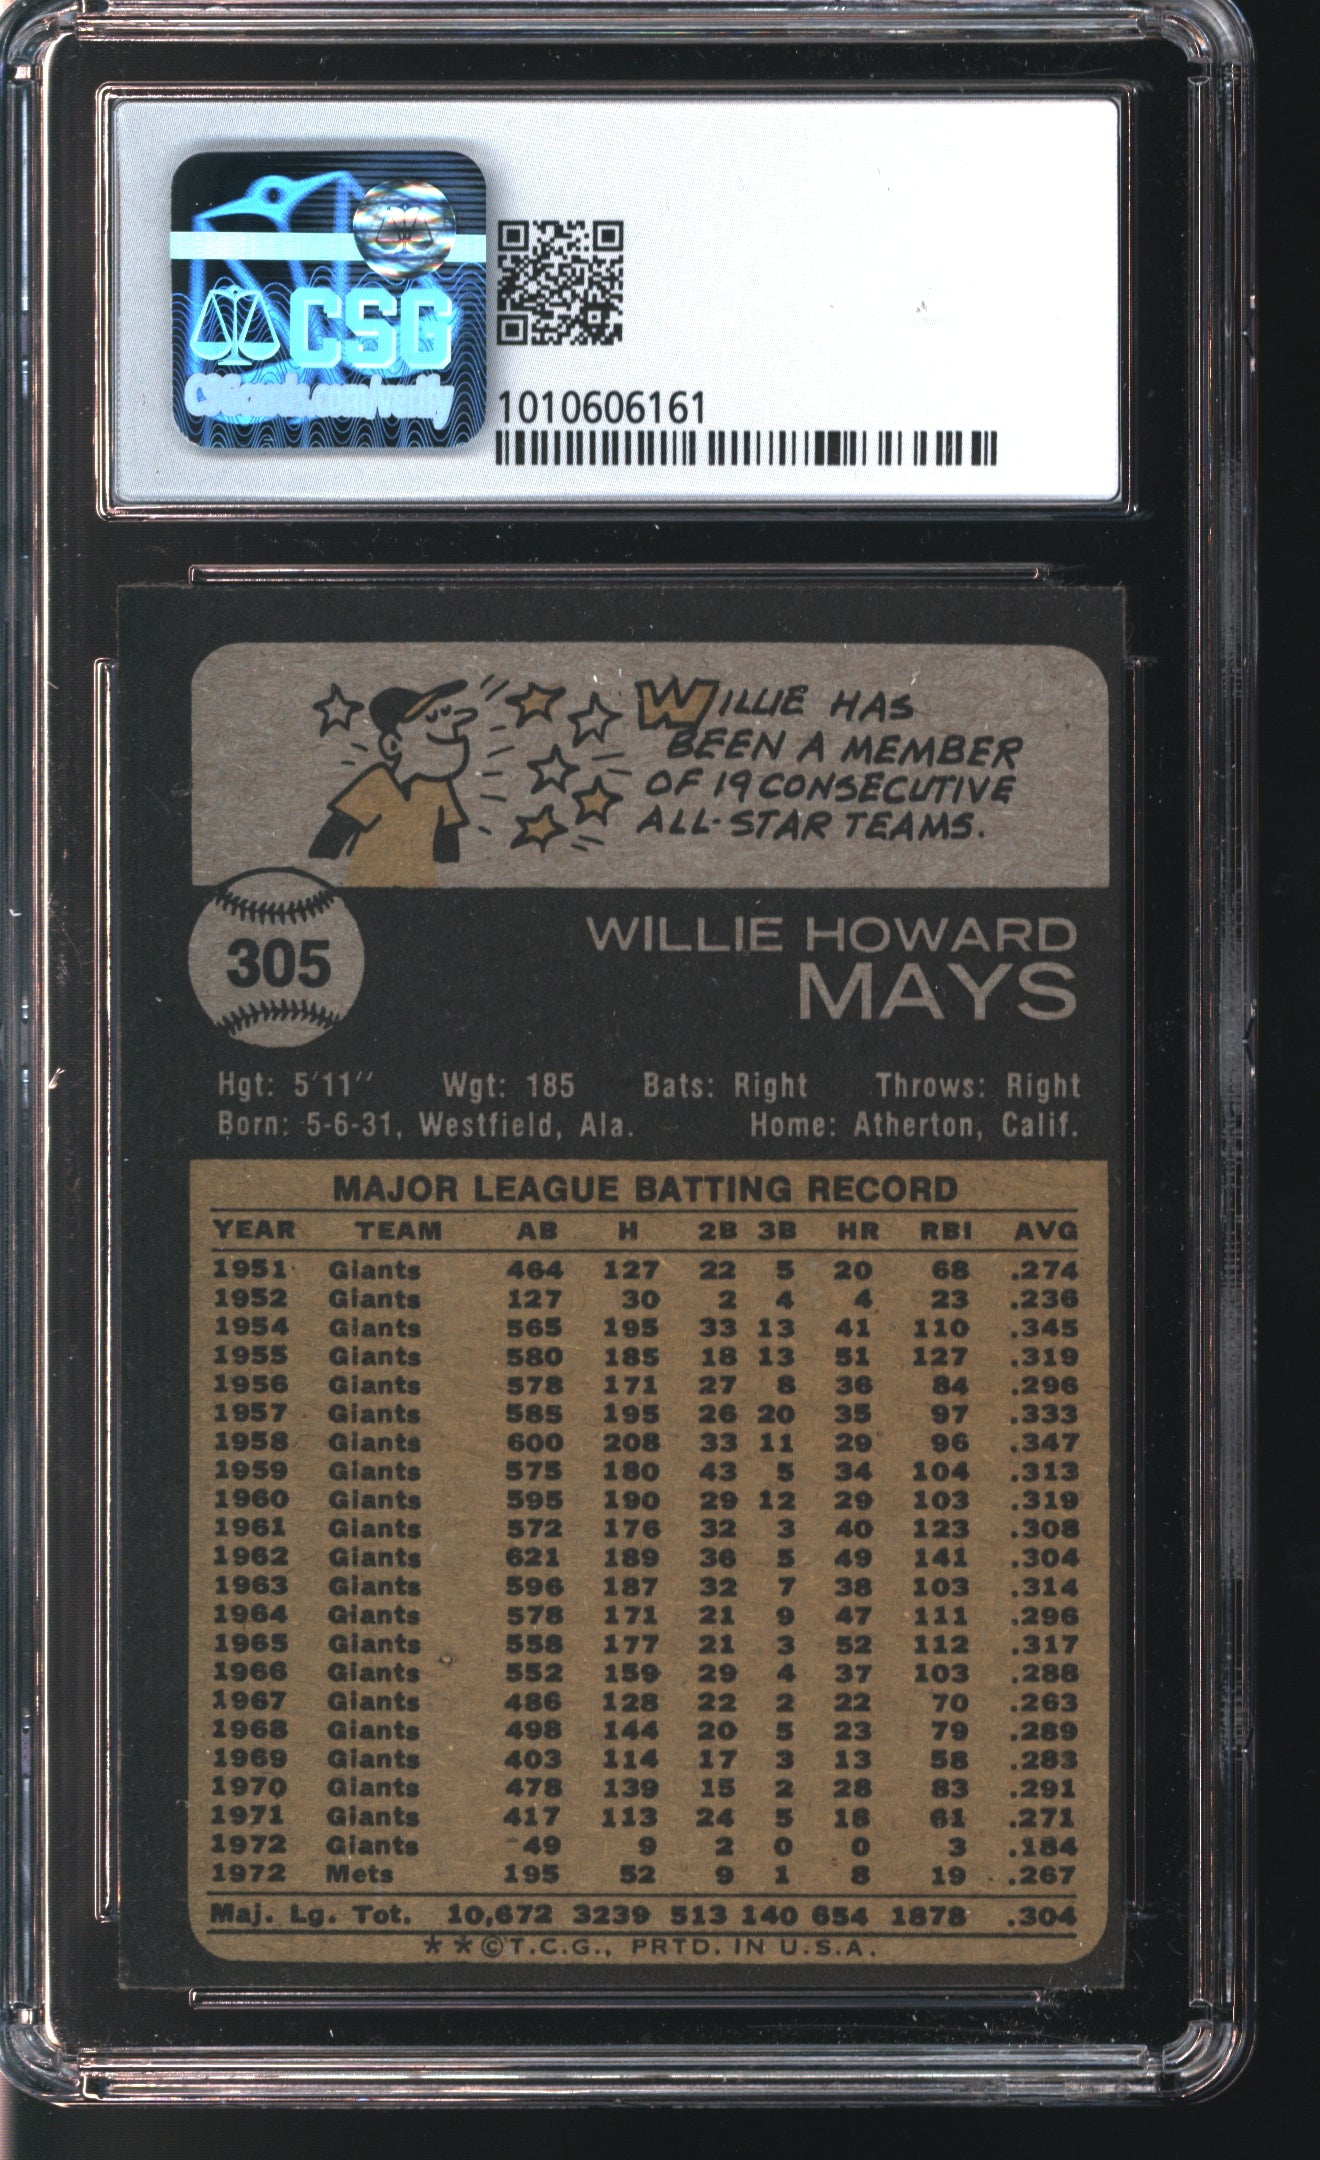 CSG
CSGcards.com/verify
1010606161
WILLIE HAS
BEEN A MEMBER
OF 19 CONSECUTIVE
ALL-STAR TEAMS.
305
WILLIE HOWARD
MAYS
Hgt: 5'11" Wgt: 185 Bats: Right Throws: Right
Born: 5-6-31, Westfield, Ala. Home: Atherton, Calif.
MAJOR LEAGUE BATTING RECORD
YEAR TEAM AB H 2B 3B HR RBI AVG
1951 Giants 464 127 22 5 20 68 .274
1952 Giants 127 30 2 4 4 23 .236
1954 Giants 565 195 33 13 41 110 .345
1955 Giants 580 185 18 13 51 127 .319
1956 Giants 578 171 27 8 36 84 .296
1957 Giants 585 195 26 20 35 97 .333
1958 Giants 600 208 33 11 29 96 .347
1959 Giants 575 180 43 5 34 104 .313
1960 Giants 595 190 29 12 29 103 .319
1961 Giants 572 176 32 3 40 123 .308
1962 Giants 621 189 36 5 49 141 .304
1963 Giants 596 187 32 7 38 103 .314
1964 Giants 578 171 21 9 47 111 .296
1965 Giants 558 177 21 3 52 112 .317
1966 Giants 552 159 29 4 37 103 .288
1967 Giants 486 128 22 2 22 70 .263
1968 Giants 498 144 20 5 23 79 .289
1969 Giants 403 114 17 3 13 58 .283
1970 Giants 478 139 15 2 28 83 .291
1971 Giants 417 113 24 5 18 61 .271
1972 Giants 49 9 2 0 0 3 .184
1972 Mets 195 52 9 1 8 19 .267
Maj. Lg. Tot. 10,672 3239 513 140 654 1878 .304
**©T.C.G., PRTD. IN U.S.A.